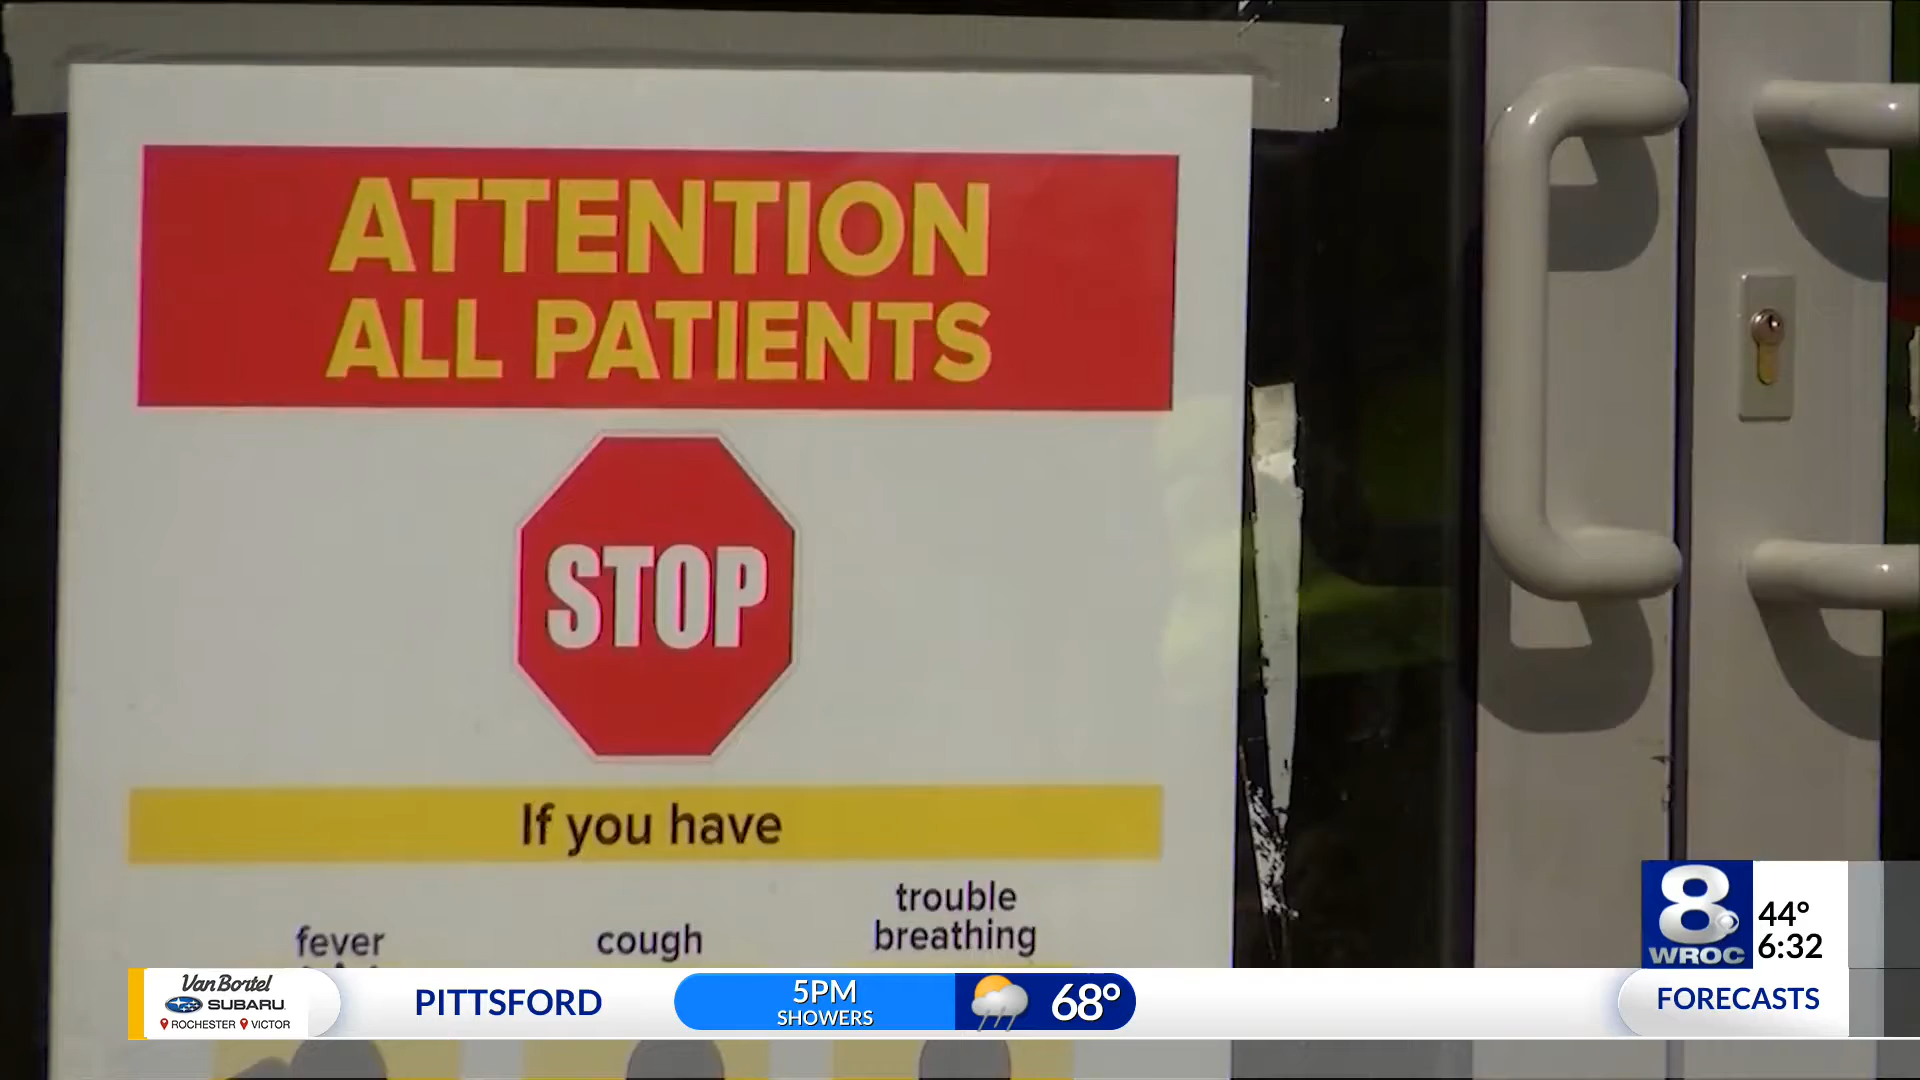 ATTENTION
ALL PATIENTS
STOP
If you have
fever
cough
trouble
breathing
8
WROC
44°
6:32
Van Bortel
SUBARU
ROCHESTER VICTOR
PITTSFORD
5PM
SHOWERS
68°
FORECASTS